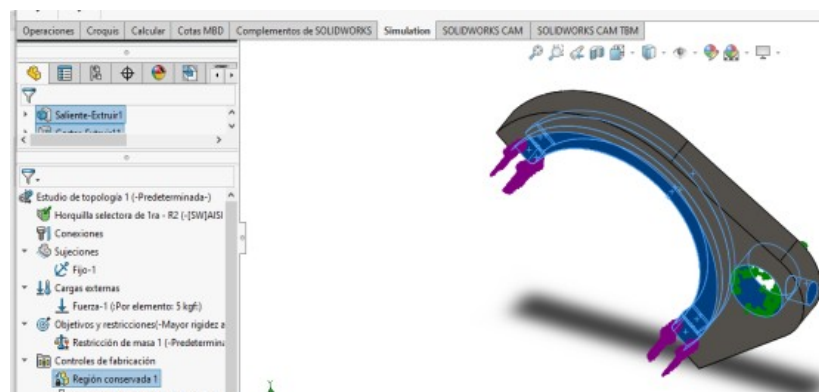 Operaciones Croquis Calcular Cotas MBD Complementos de SOLIDWORKS Simulation SOLIDWORKS CAM SOLIDWORKS CAM TBM
Saliente-Extruir1
Estudio de topología 1 (-Predeterminada-)
Horquilla selectora de 1ra - R2 (-[SW]AISI
Conexiones
Sujeciones
Fijo-1
Cargas externas
Fuerza-1 (:Por elemento: 5 kgf:)
Objetivos y restricciones(-Mayor rigidez a
Restricción de masa 1 (-Predetermina
Controles de fabricación
Región conservada 1